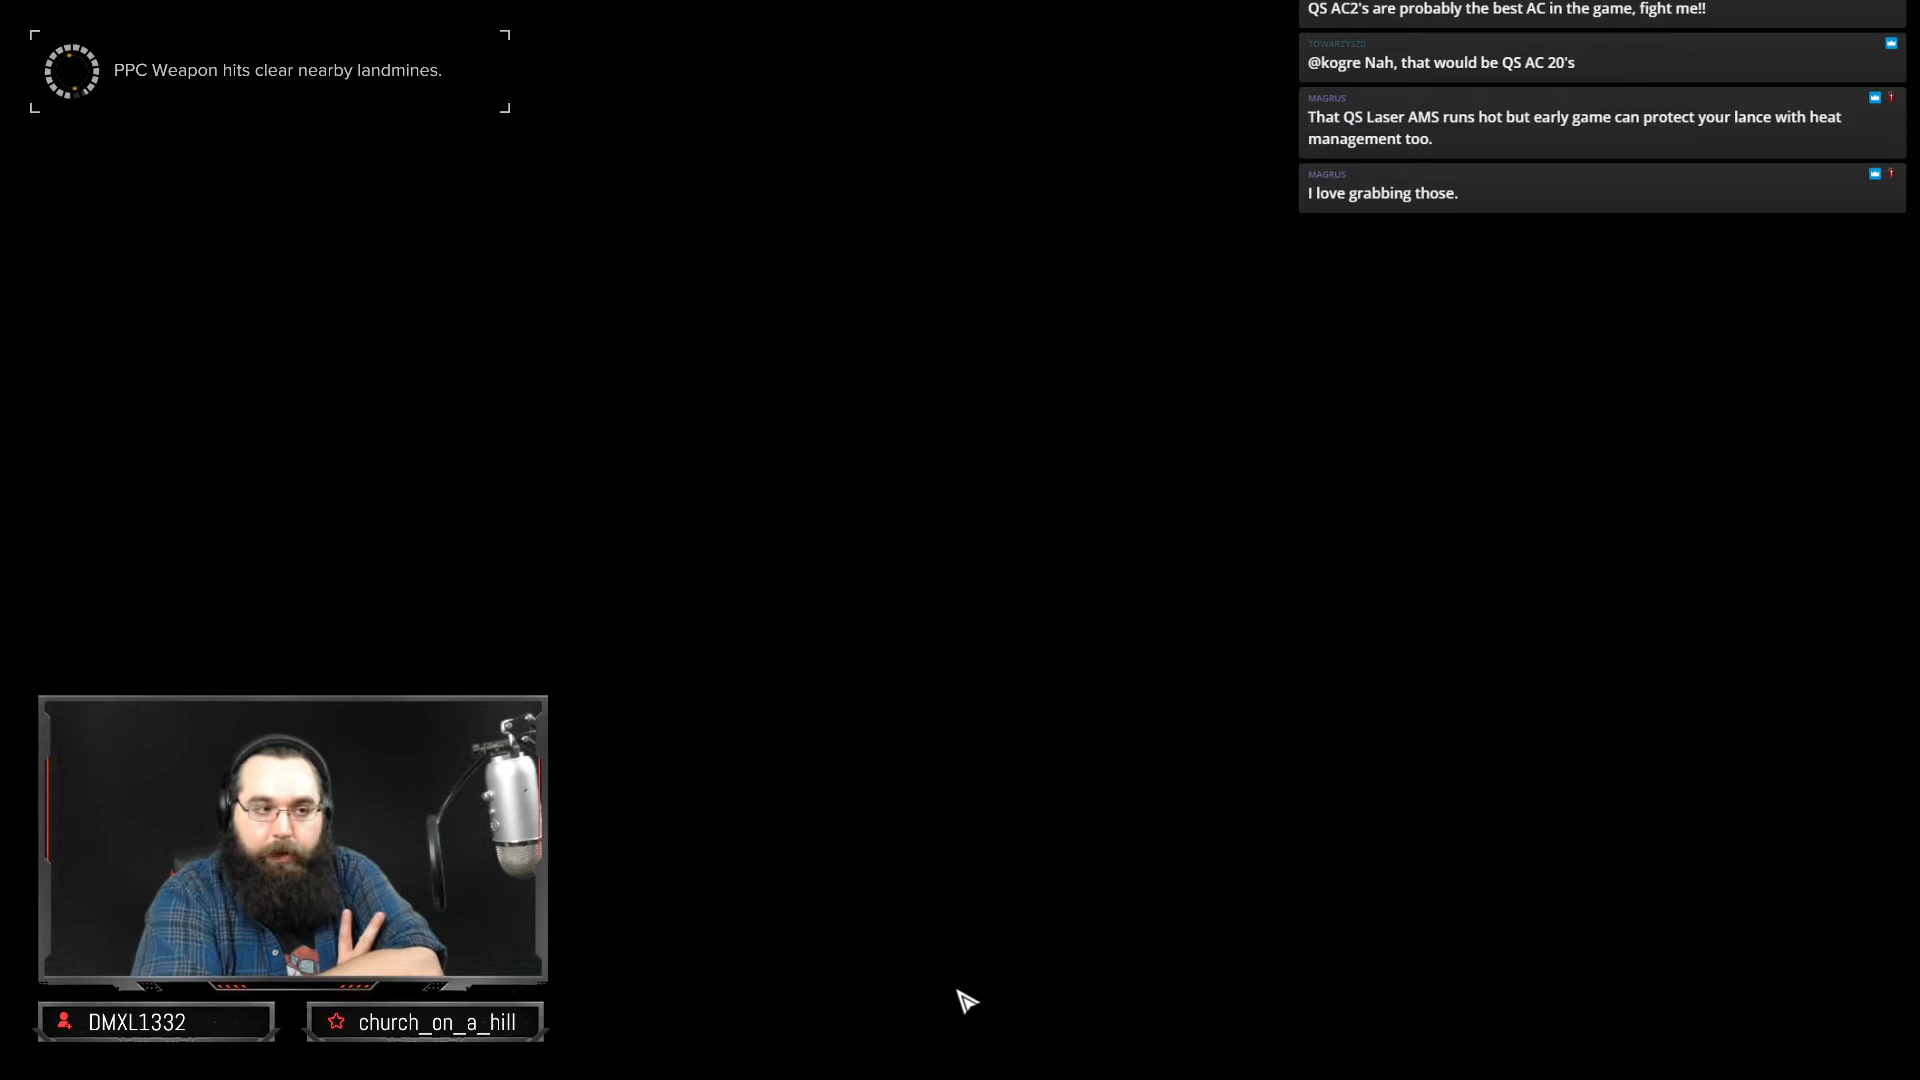 PPC Weapon hits clear nearby landmines.
QS AC2's are probably the best AC in the game, fight me!!
TOWARZYSZ0
@kogre Nah, that would be QS AC 20's
MAGRUS
That QS Laser AMS runs hot but early game can protect your lance with heat
management too.
MAGRUS
I love grabbing those.
DMXL1332
church_on_a_hill